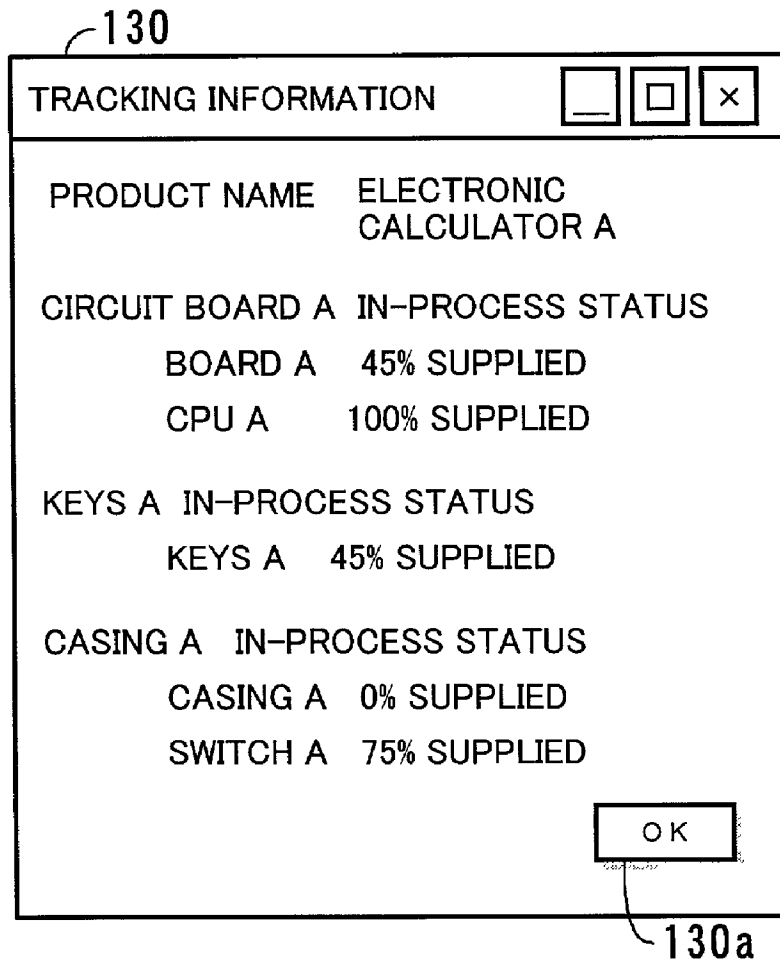 130
TRACKING INFORMATION _ □ ×
PRODUCT NAME ELECTRONIC
CALCULATOR A
CIRCUIT BOARD A IN-PROCESS STATUS
BOARD A 45% SUPPLIED
CPU A 100% SUPPLIED
KEYS A IN-PROCESS STATUS
KEYS A 45% SUPPLIED
CASING A IN-PROCESS STATUS
CASING A 0% SUPPLIED
SWITCH A 75% SUPPLIED
OK
130a